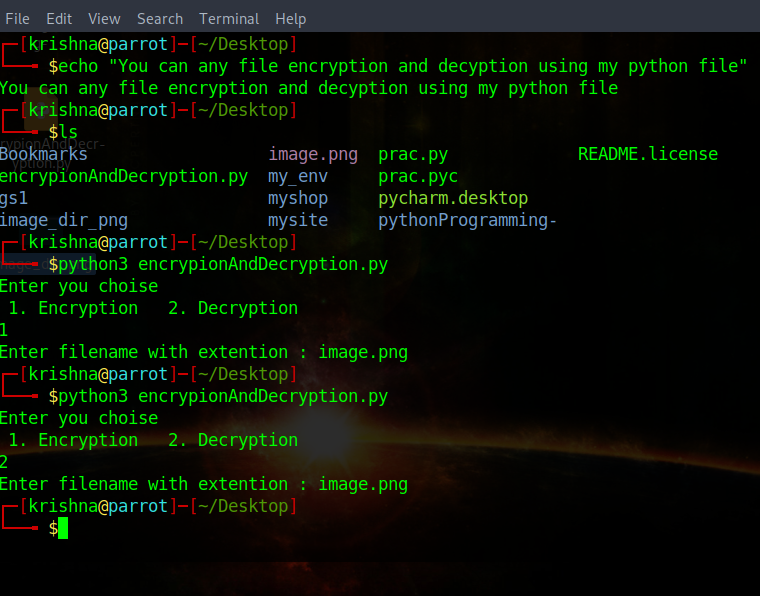 File Edit View Search Terminal Help
┌─[krishna@parrot]─[~/Desktop]
└──╼ $echo "You can any file encryption and decyption using my python file"
You can any file encryption and decyption using my python file
┌─[krishna@parrot]─[~/Desktop]
└──╼ $ls
Bookmarks image.png prac.py README.license
encrypionAndDecryption.py my_env prac.pyc
gs1 myshop pycharm.desktop
image_dir_png mysite pythonProgramming-
┌─[krishna@parrot]─[~/Desktop]
└──╼ $python3 encrypionAndDecryption.py
Enter you choise
1. Encryption 2. Decryption
1
Enter filename with extention : image.png
┌─[krishna@parrot]─[~/Desktop]
└──╼ $python3 encrypionAndDecryption.py
Enter you choise
1. Encryption 2. Decryption
2
Enter filename with extention : image.png
┌─[krishna@parrot]─[~/Desktop]
└──╼ $